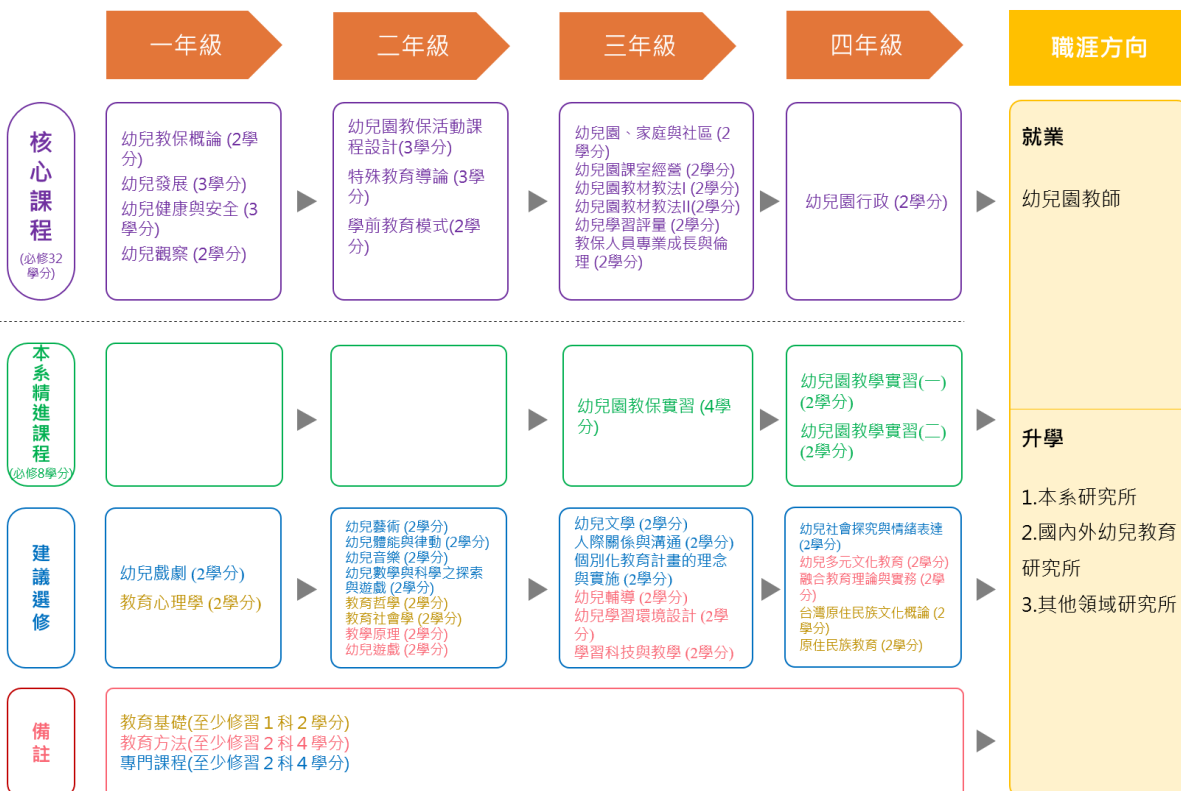 一年級
二年級
三年級
四年級
職涯方向
核
心
課
程
(必修32
學分)
幼兒教保概論 (2學
分)
幼兒發展 (3學分)
幼兒健康與安全 (3
學分)
幼兒觀察 (2學分)
幼兒園教保活動課
程設計(3學分)
特殊教育導論 (3學
分)
學前教育模式(2學
分)
幼兒園、家庭與社區 (2
學分)
幼兒園課室經營 (2學分)
幼兒園教材教法I (2學分)
幼兒園教材教法II(2學分)
幼兒學習評量 (2學分)
教保人員專業成長與倫
理 (2學分)
幼兒園行政 (2學分)
就業
幼兒園教師
本
系
精
進
課
程
(必修8學分)
幼兒園教保實習 (4學
分)
幼兒園教學實習(一)
(2學分)
幼兒園教學實習(二)
(2學分)
升學
1.本系研究所
2.國內外幼兒教育
研究所
3.其他領域研究所
建
議
選
修
幼兒戲劇 (2學分)
教育心理學 (2學分)
幼兒藝術 (2學分)
幼兒體能與律動 (2學分)
幼兒音樂 (2學分)
幼兒數學與科學之探索
與遊戲 (2學分)
教育哲學 (2學分)
教育社會學 (2學分)
教學原理 (2學分)
幼兒遊戲 (2學分)
幼兒文學 (2學分)
人際關係與溝通 (2學分)
個別化教育計畫的理念
與實施 (2學分)
幼兒輔導 (2學分)
幼兒學習環境設計 (2學
分)
學習科技與教學 (2學分)
幼兒社會探究與情緒表達
(2學分)
幼兒多元文化教育 (2學分)
融合教育理論與實務 (2學
分)
台灣原住民族文化概論 (2
學分)
原住民族教育 (2學分)
備
註
教育基礎(至少修習１科２學分)
教育方法(至少修習２科４學分)
專門課程(至少修習２科４學分)